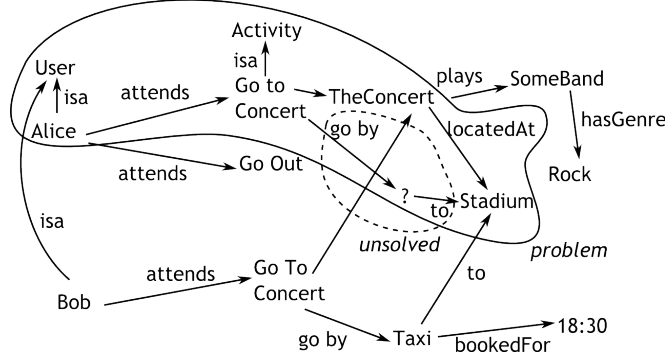 Activity
User
isa
isa
attends
Go to
Concert
TheConcert
plays
SomeBand
hasGenre
Alice
go by
locatedAt
attends
Go Out
Rock
?
to
Stadium
isa
unsolved
problem
attends
Go To
Concert
to
Bob
go by
Taxi
bookedFor
18:30